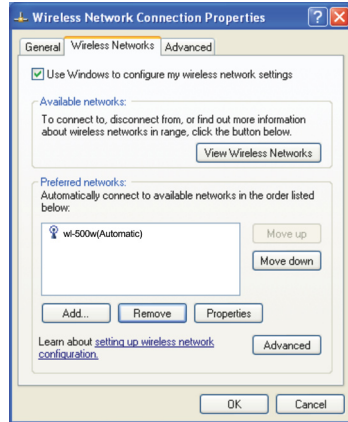 Wireless Network Connection Properties
General Wireless Networks Advanced
Use Windows to configure my wireless network settings
Available networks:
To connect to, disconnect from, or find out more information
about wireless networks in range, click the button below.
View Wireless Networks
Preferred networks:
Automatically connect to available networks in the order listed
below:
wl-500w(Automatic)
Move up
Move down
Add... Remove Properties
Learn about setting up wireless network
configuration.
Advanced
OK Cancel